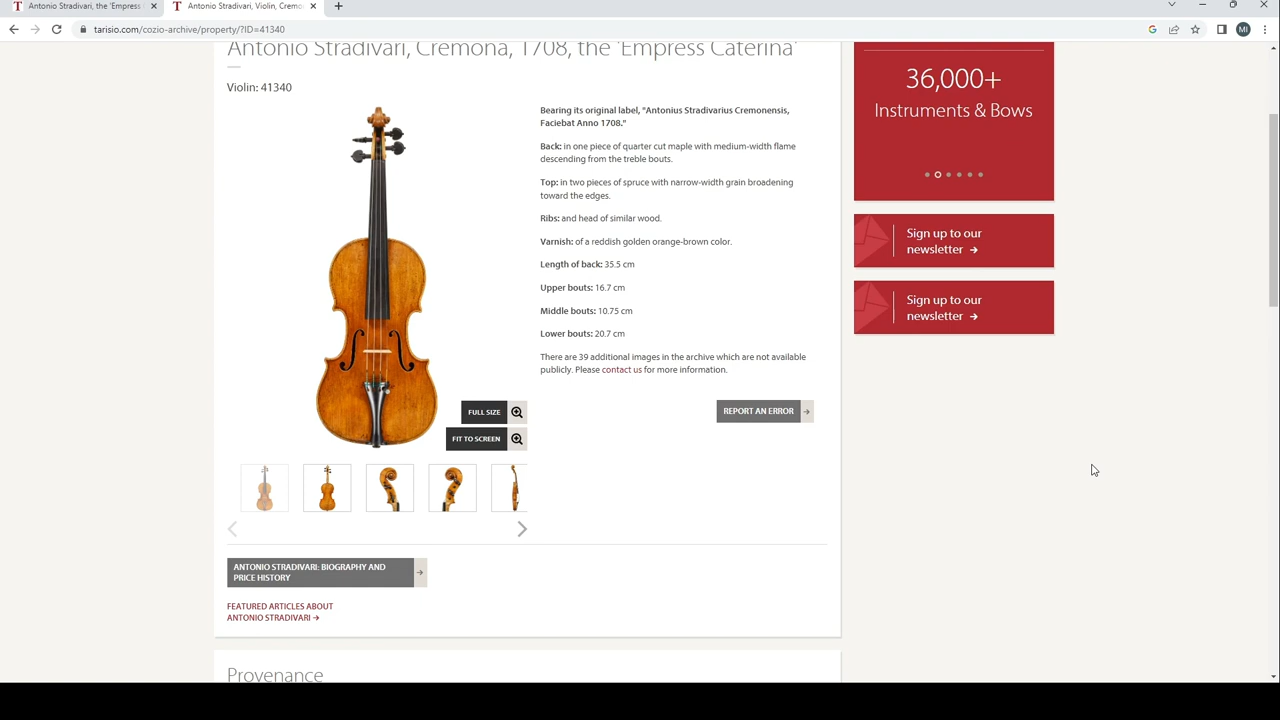 Antonio Stradivari, the 'Empress
Antonio Stradivari, Violin, Cremo
tarisio.com/cozio-archive/property/?ID=41340
MI
Antonio Stradivari, Cremona, 1708, the 'Empress Caterina'
Violin: 41340
Bearing its original label, "Antonius Stradivarius Cremonensis,
Faciebat Anno 1708."
Back: in one piece of quarter cut maple with medium-width flame
descending from the treble bouts.
Top: in two pieces of spruce with narrow-width grain broadening
toward the edges.
Ribs: and head of similar wood.
Varnish: of a reddish golden orange-brown color.
Length of back: 35.5 cm
Upper bouts: 16.7 cm
Middle bouts: 10.75 cm
Lower bouts: 20.7 cm
There are 39 additional images in the archive which are not available
publicly. Please contact us for more information.
REPORT AN ERROR
FULL SIZE
FIT TO SCREEN
ANTONIO STRADIVARI: BIOGRAPHY AND
PRICE HISTORY
FEATURED ARTICLES ABOUT
ANTONIO STRADIVARI
Provenance
36,000+
Instruments & Bows
Sign up to our
newsletter
Sign up to our
newsletter